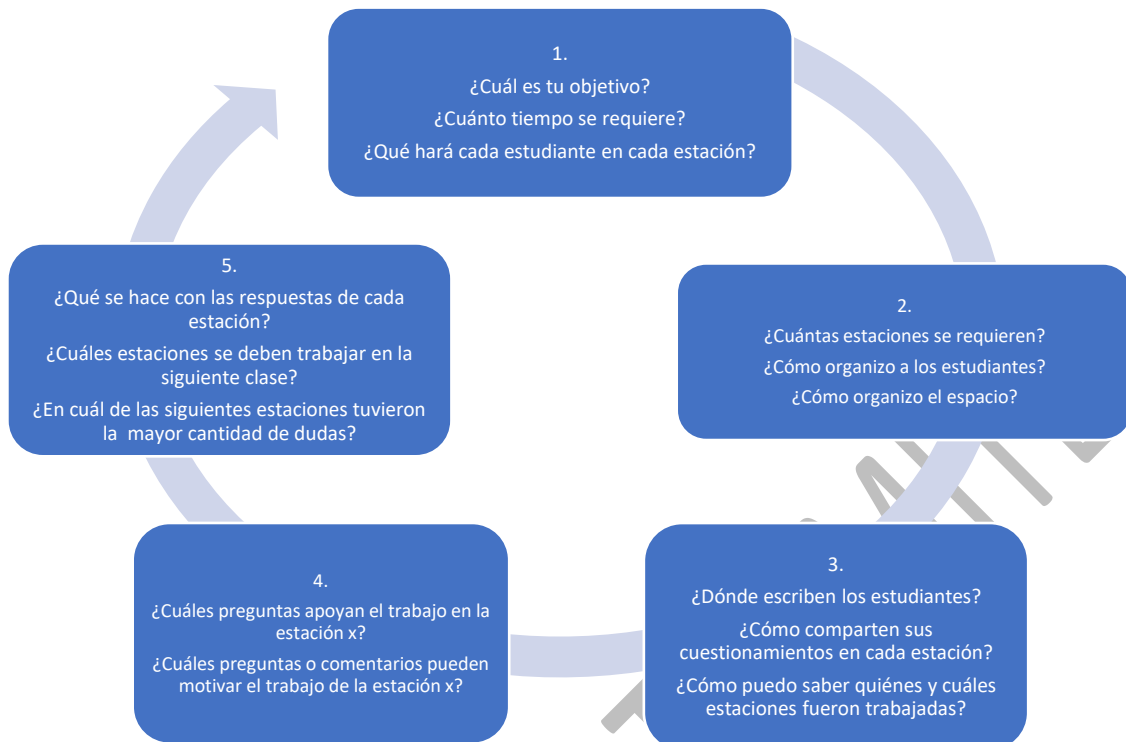 1.
¿Cuál es tu objetivo?
¿Cuánto tiempo se requiere?
¿Qué hará cada estudiante en cada estación?
2.
¿Cuántas estaciones se requieren?
¿Cómo organizo a los estudiantes?
¿Cómo organizo el espacio?
3.
¿Dónde escriben los estudiantes?
¿Cómo comparten sus
cuestionamientos en cada estación?
¿Cómo puedo saber quiénes y cuáles
estaciones fueron trabajadas?
4.
¿Cuáles preguntas apoyan el trabajo en la
estación x?
¿Cuáles preguntas o comentarios pueden
motivar el trabajo de la estación x?
5.
¿Qué se hace con las respuestas de cada
estación?
¿Cuáles estaciones se deben trabajar en la
siguiente clase?
¿En cuál de las siguientes estaciones tuvieron
la mayor cantidad de dudas?